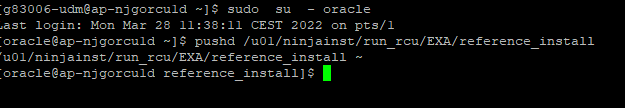 [g83006-udm@ap-njgorculd ~]$ sudo  su  - oracle
Last login: Mon Mar 28 11:38:11 CEST 2022 on pts/1
[oracle@ap-njgorculd ~]$ pushd /u01/ninjainst/run_rcu/EXA/reference_install
/u01/ninjainst/run_rcu/EXA/reference_install ~
[oracle@ap-njgorculd reference_install]$